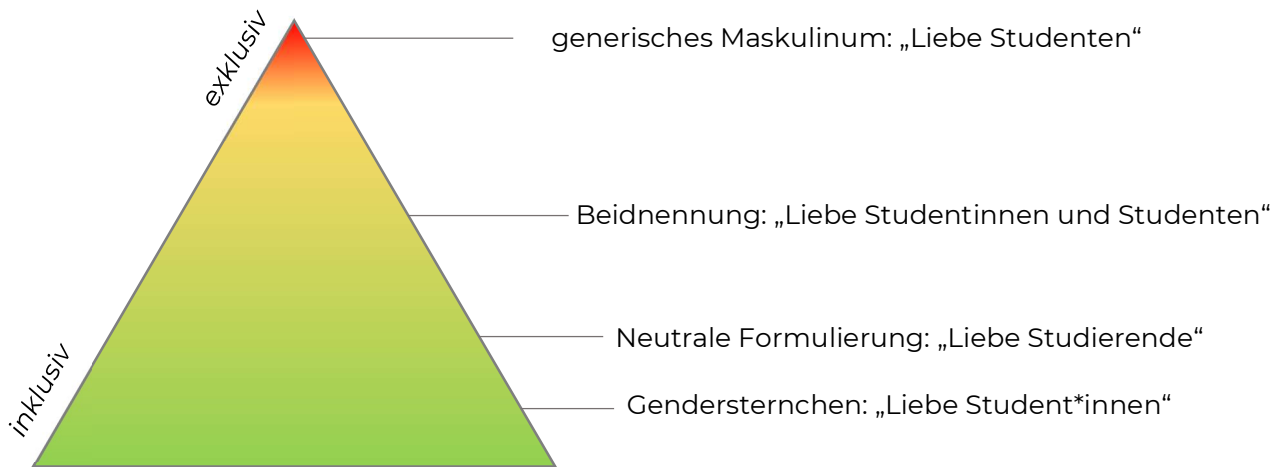 exklusiv
generisches Maskulinum: „Liebe Studenten“
Beidnennung: „Liebe Studentinnen und Studenten“
inklusiv
Neutrale Formulierung: „Liebe Studierende“
Gendersternchen: „Liebe Student*innen“